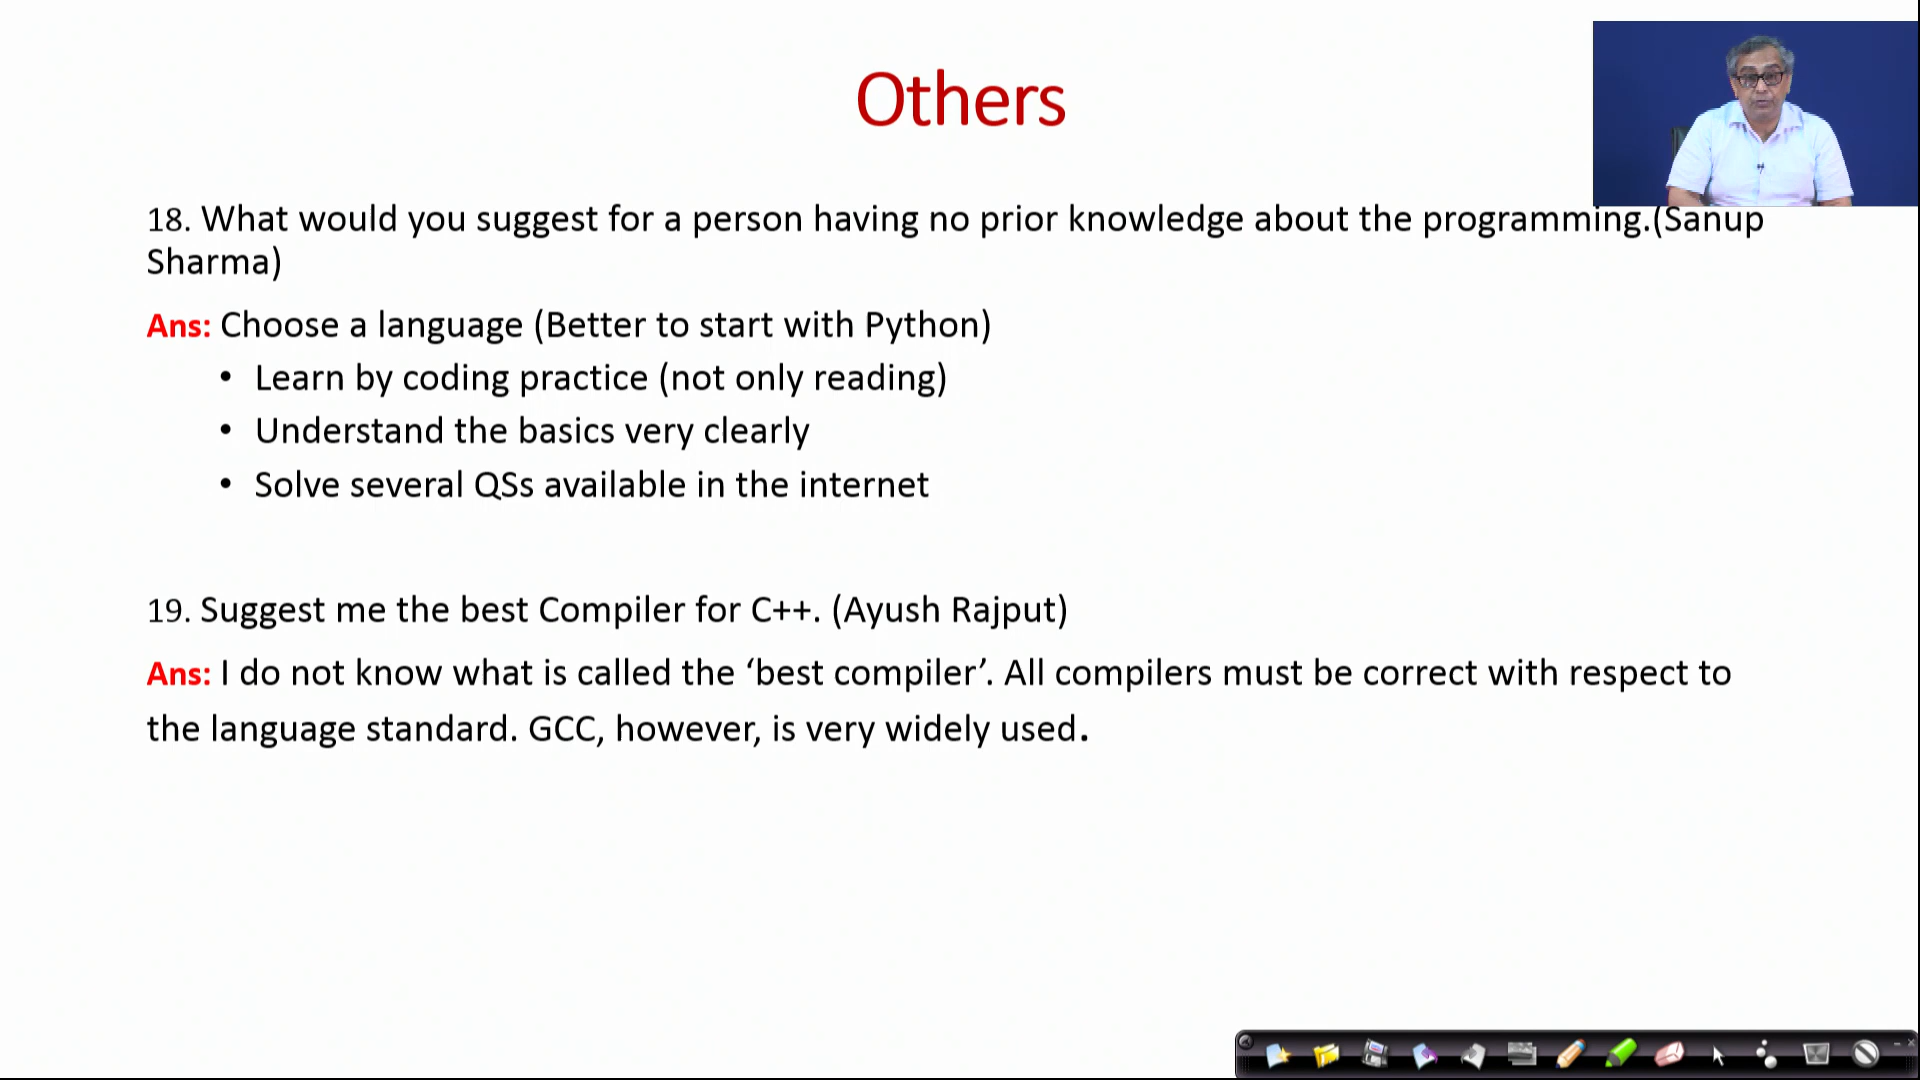 Others
18. What would you suggest for a person having no prior knowledge about the programming.(Sanup
Sharma)
Ans: Choose a language (Better to start with Python)
• Learn by coding practice (not only reading)
• Understand the basics very clearly
• Solve several QSs available in the internet
19. Suggest me the best Compiler for C++. (Ayush Rajput)
Ans: I do not know what is called the ‘best compiler’. All compilers must be correct with respect to
the language standard. GCC, however, is very widely used.